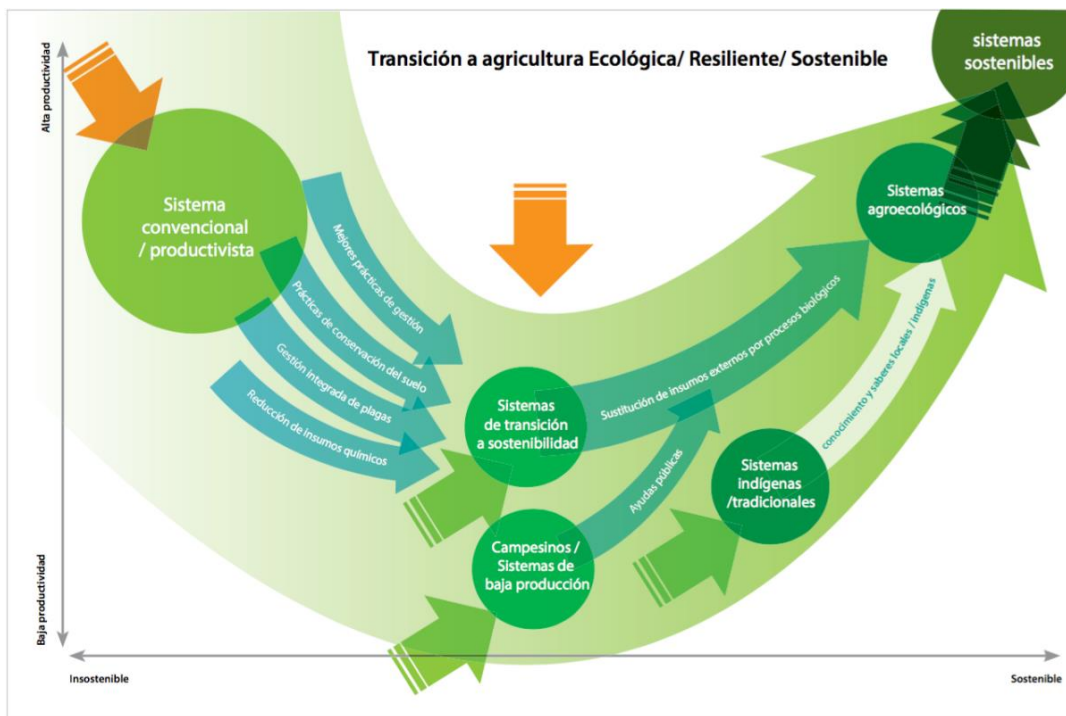 Transición a agricultura Ecológica/ Resiliente/ Sostenible
sistemas
sostenibles
Alta productividad
Sistema
convencional
/ productivista
Sistemas
agroecológicos
Mejores prácticas de gestión
Prácticas de conservación del suelo
Gestión integrada de plagas
Reducción de insumos químicos
Sistemas
de transición
a sostenibilidad
Sustitución de insumos externos por procesos biológicos
conocimiento y saberes locales / indígenas
Ayudas públicas
Sistemas
indígenas
/tradicionales
Campesinos /
Sistemas de
baja producción
Baja productividad
Insostenible
Sostenible